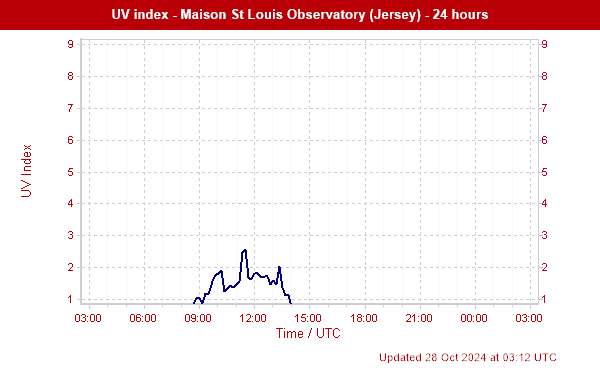 UV index - Maison St Louis Observatory (Jersey) - 24 hours
9 9
8 8
7 7
6 6
5 5
4 4
3 3
2 2
1 1
UV Index
03:00 06:00 09:00 12:00 15:00 18:00 21:00 00:00 03:00
Time / UTC
Updated 28 Oct 2024 at 03:12 UTC